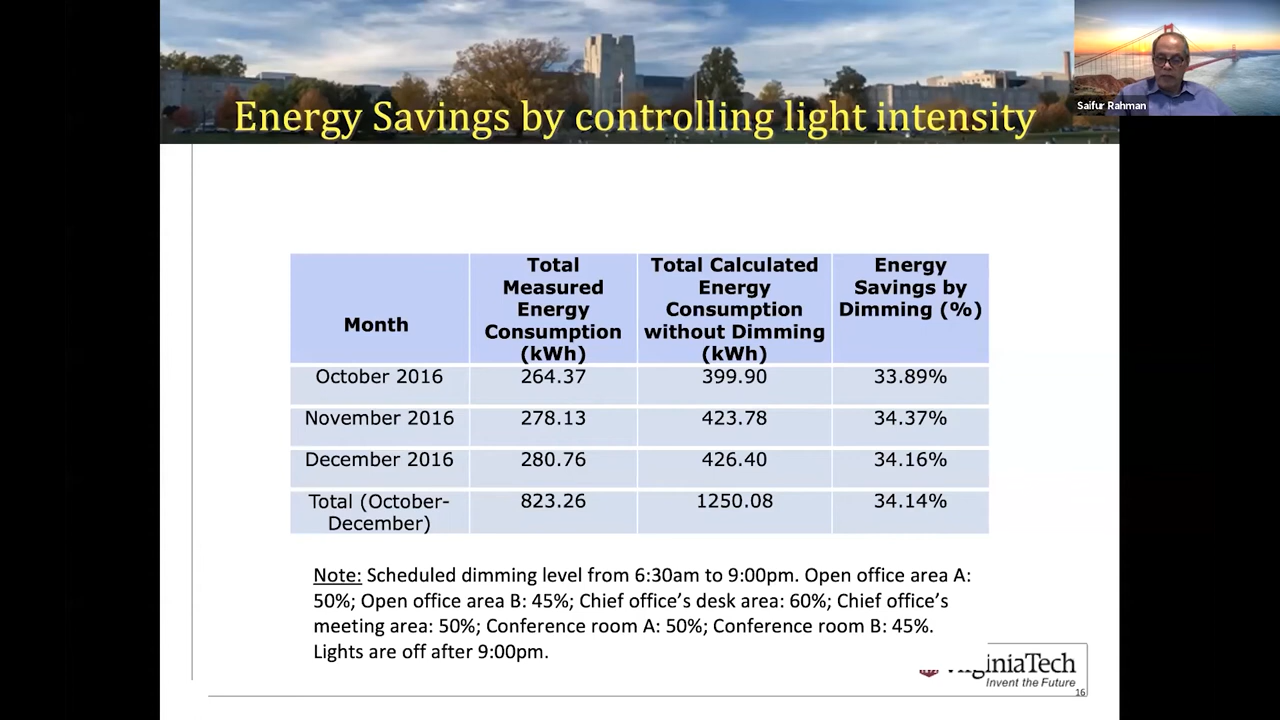 Energy Savings by controlling light intensity
Saifur Rahman
Month
Total
Measured
Energy
Consumption
(kWh)
Total Calculated
Energy
Consumption
without Dimming
(kWh)
Energy
Savings by
Dimming (%)
October 2016 264.37 399.90 33.89%
November 2016 278.13 423.78 34.37%
December 2016 280.76 426.40 34.16%
Total (October-
December) 823.26 1250.08 34.14%
Note: Scheduled dimming level from 6:30am to 9:00pm. Open office area A:
50%; Open office area B: 45%; Chief office’s desk area: 60%; Chief office’s
meeting area: 50%; Conference room A: 50%; Conference room B: 45%.
Lights are off after 9:00pm.
VirginiaTech
Invent the Future
16